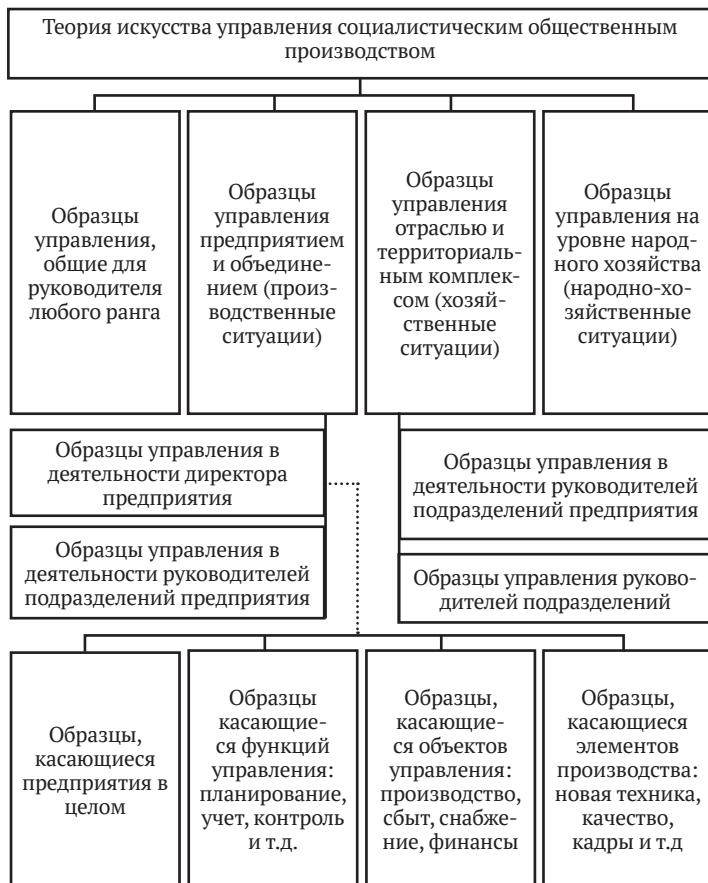 Теория искусства управления социалистическим общественным
производством
Образцы
управления,
общие для
руководителя
любого ранга
Образцы
управления
предприятием
и объедине-
нием (произ-
водственные
ситуации)
Образцы
управления
отраслью и
территориаль-
ным комплек-
сом (хозяй-
ственные
ситуации)
Образцы
управления на
уровне народ-
ного хозяйства
(народно-хо-
зяйственные
ситуации)
Образцы управления в
деятельности директора
предприятия
Образцы управления в
деятельности руководителей
подразделений предприятия
Образцы управления в
деятельности руководителей
подразделений предприятия
Образцы управления руково-
дителей подразделений
Образцы,
касающиеся
предприятия в
целом
Образцы
касающие-
ся функций
управления:
планирование,
учет, контроль
и т.д.
Образцы,
касающие-
ся объектов
управления:
производство,
сбыт, снабже-
ние, финансы
Образцы,
касающиеся
элементов
производства:
новая техника,
качество,
кадры и т.д